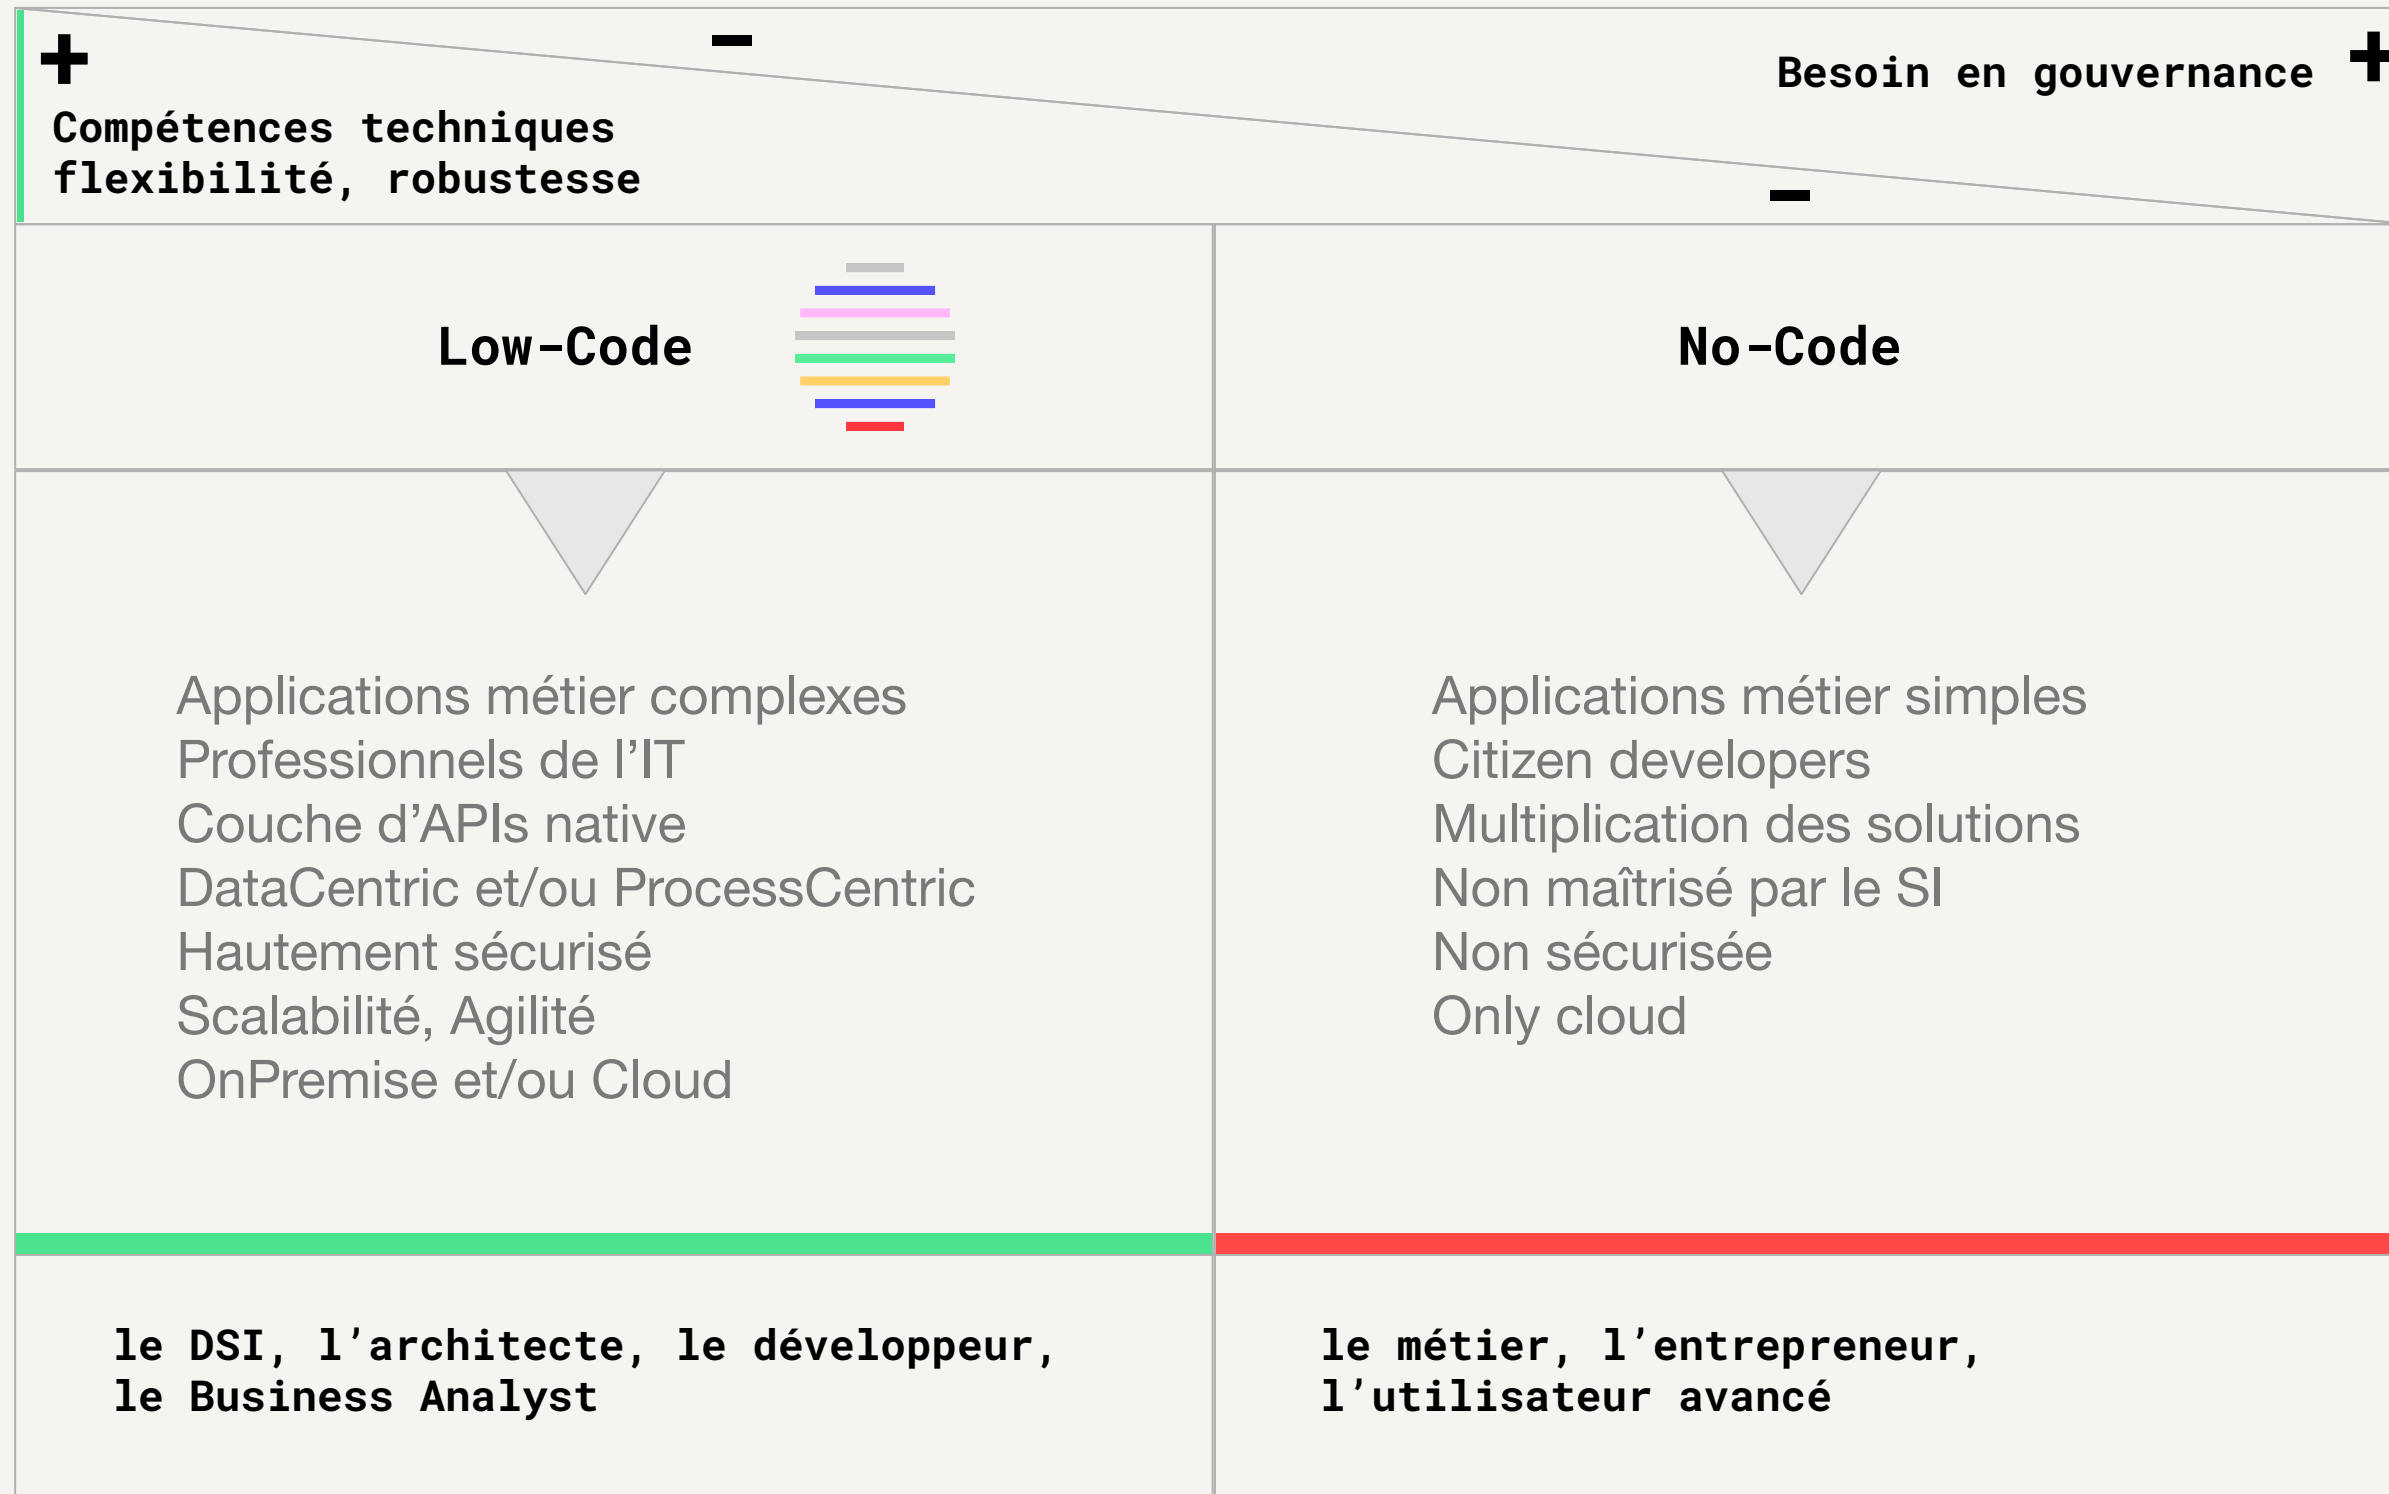 +
−
Besoin en gouvernance +
Compétences techniques
flexibilité, robustesse
−
Low-Code
No-Code
Applications métier complexes
Professionnels de l’IT
Couche d’APIs native
DataCentric et/ou ProcessCentric
Hautement sécurisé
Scalabilité, Agilité
OnPremise et/ou Cloud
Applications métier simples
Citizen developers
Multiplication des solutions
Non maîtrisé par le SI
Non sécurisée
Only cloud
le DSI, l’architecte, le développeur,
le Business Analyst
le métier, l’entrepreneur,
l’utilisateur avancé